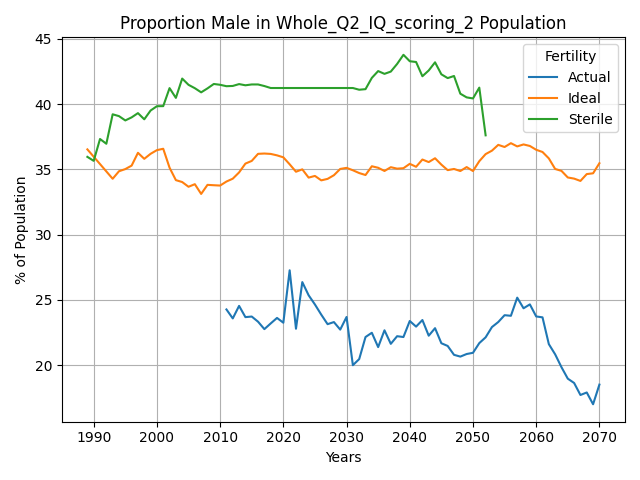 Proportion Male in Whole_Q2_IQ_scoring_2 Population
% of Population
45
40
35
30
25
20
Fertility
Actual
Ideal
Sterile
1990 2000 2010 2020 2030 2040 2050 2060 2070
Years